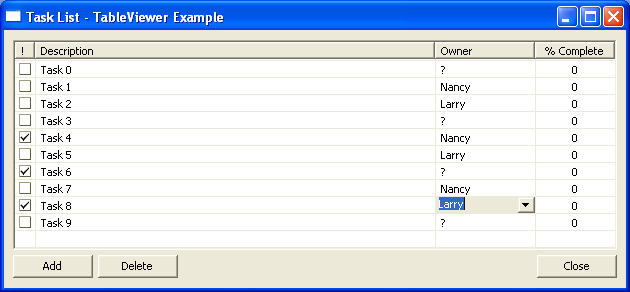 Task List - TableViewer Example
! Description Owner % Complete
Task 0 ? 0
Task 1 Nancy 0
Task 2 Larry 0
Task 3 ? 0
Task 4 Nancy 0
Task 5 Larry 0
Task 6 ? 0
Task 7 Nancy 0
Task 8 Larry 0
Task 9 ? 0
Add Delete Close